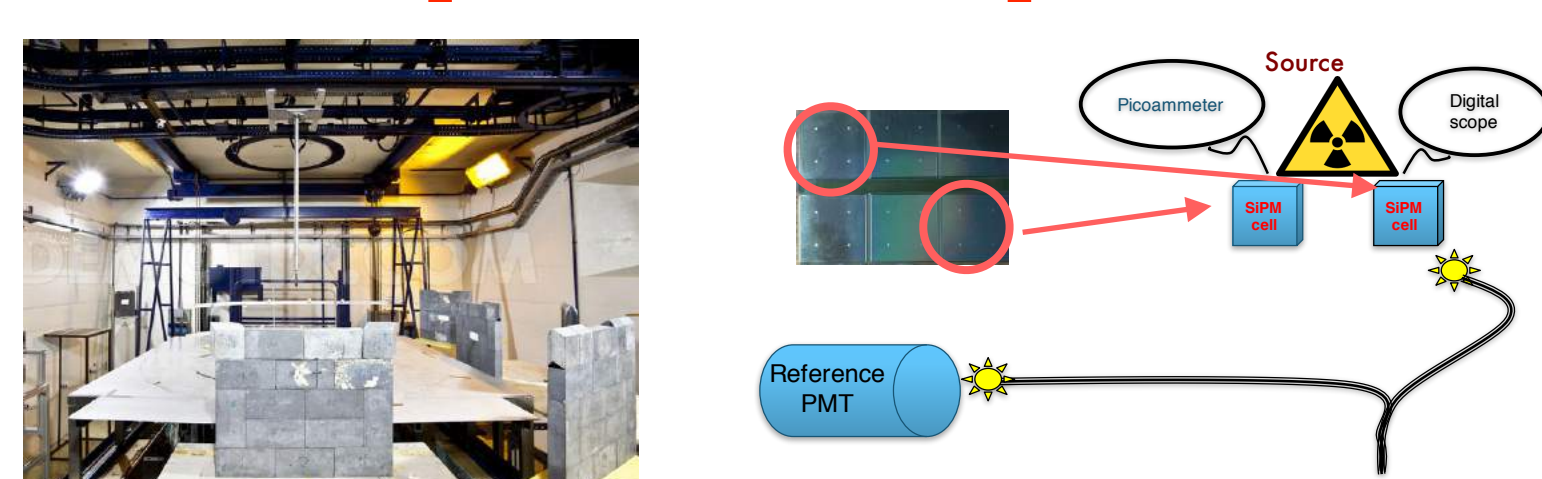 Source
Picoammeter
Digital
scope
SiPM
cell
SiPM
cell
Reference
PMT